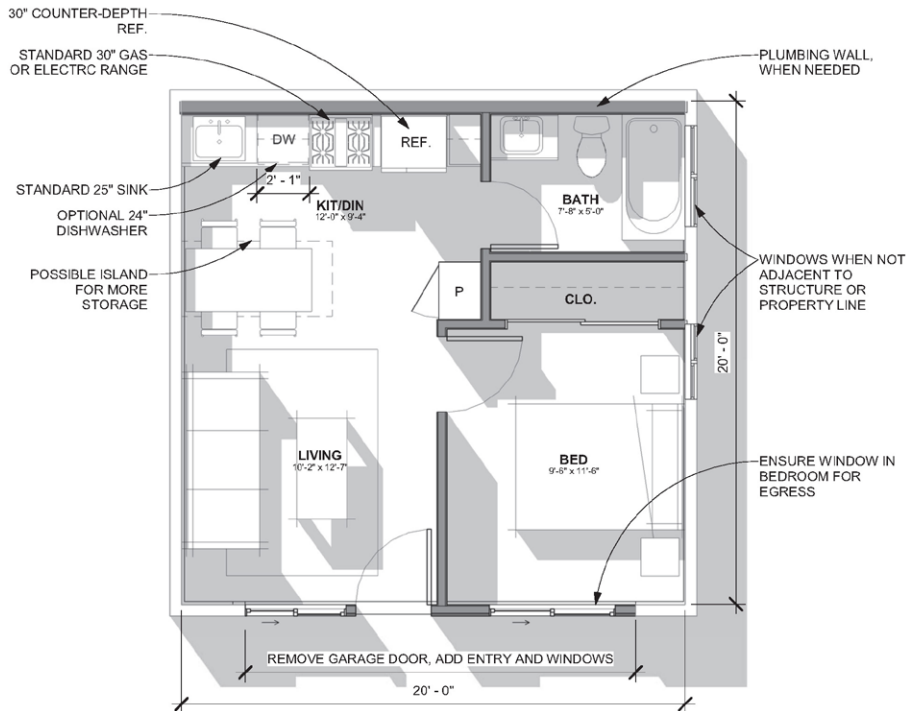 30" COUNTER-DEPTH
REF.
STANDARD 30" GAS
OR ELECTRC RANGE
PLUMBING WALL,
WHEN NEEDED
DW
REF.
STANDARD 25" SINK
2' - 1"
KIT/DIN
12'-0" x 9'-4"
BATH
7'-8" x 5'-0"
OPTIONAL 24"
DISHWASHER
POSSIBLE ISLAND
FOR MORE
STORAGE
P
CLO.
WINDOWS WHEN NOT
ADJACENT TO
STRUCTURE OR
PROPERTY LINE
20' - 0"
LIVING
10'-2" x 12'-7"
BED
9'-6" x 11'-6"
ENSURE WINDOW IN
BEDROOM FOR
EGRESS
REMOVE GARAGE DOOR, ADD ENTRY AND WINDOWS
20' - 0"